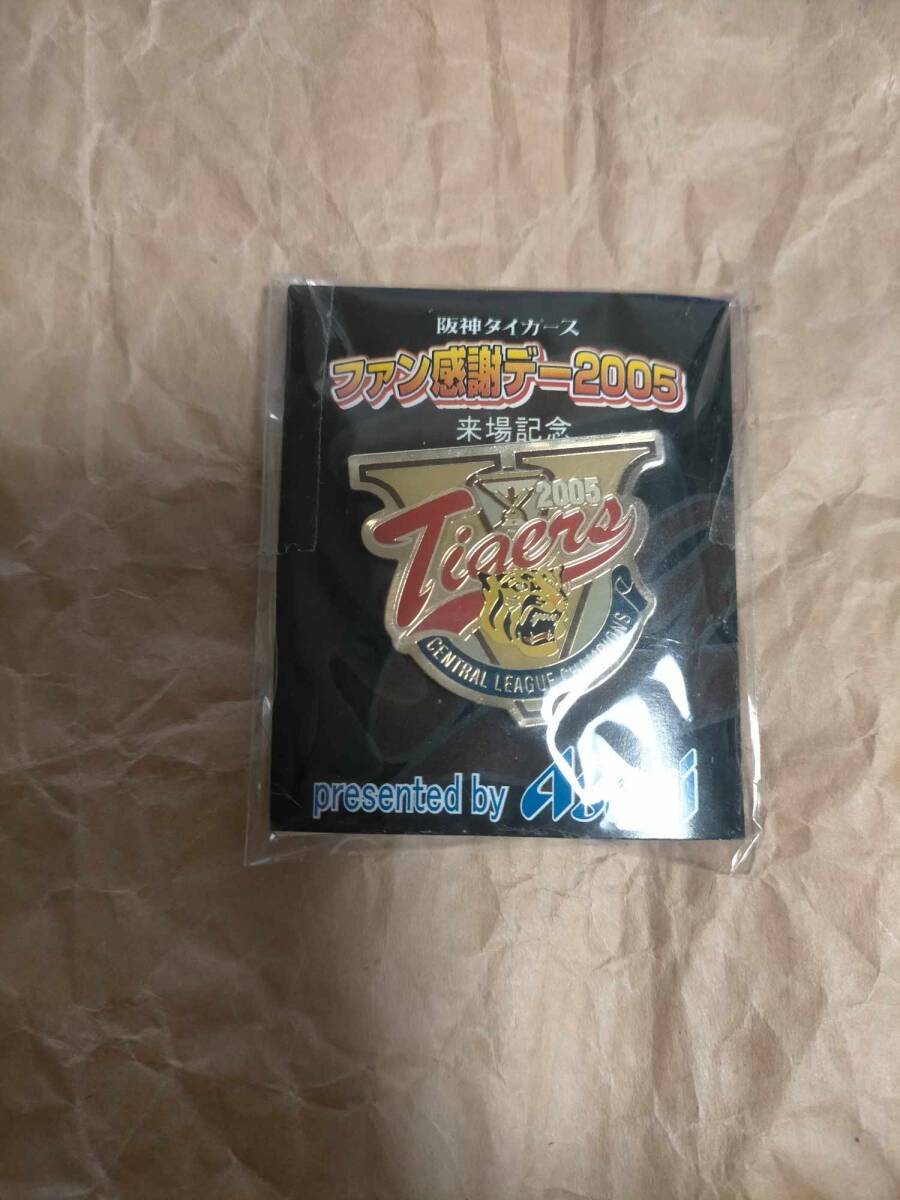 阪神タイガース
ファン感謝デー2005
来場記念
2005
Tigers
CENTRAL LEAGUE CHAMPIONS
presented by Asahi